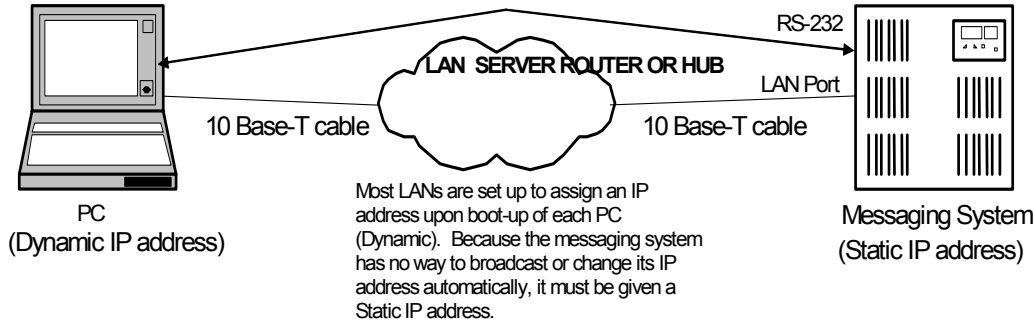 RS-232
LAN SERVER ROUTER OR HUB
LAN Port
10 Base-T cable
10 Base-T cable
PC
(Dynamic IP address)
Most LANs are set up to assign an IP
address upon boot-up of each PC
(Dynamic). Because the messaging system
has no way to broadcast or change its IP
address automatically, it must be given a
Static IP address.
Messaging System
(Static IP address)